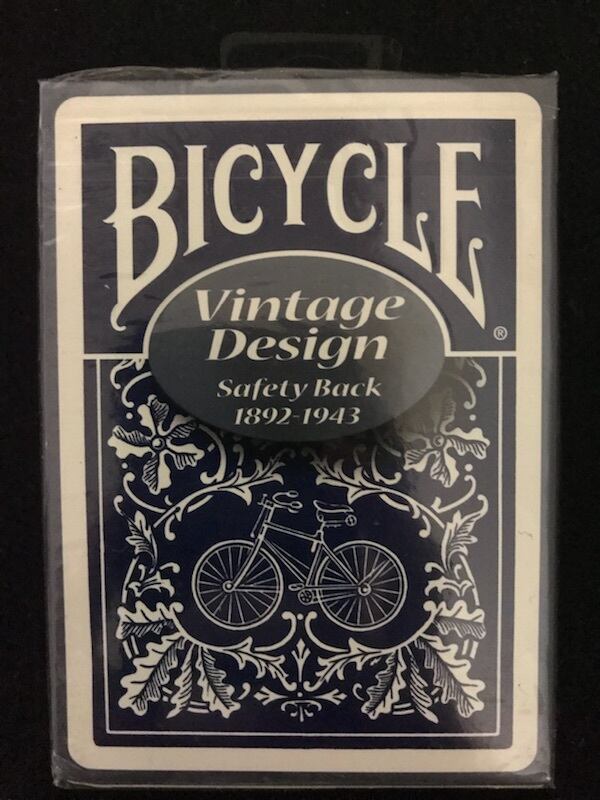 BICYCLE
®
Vintage
Design
Safety Back
1892-1943